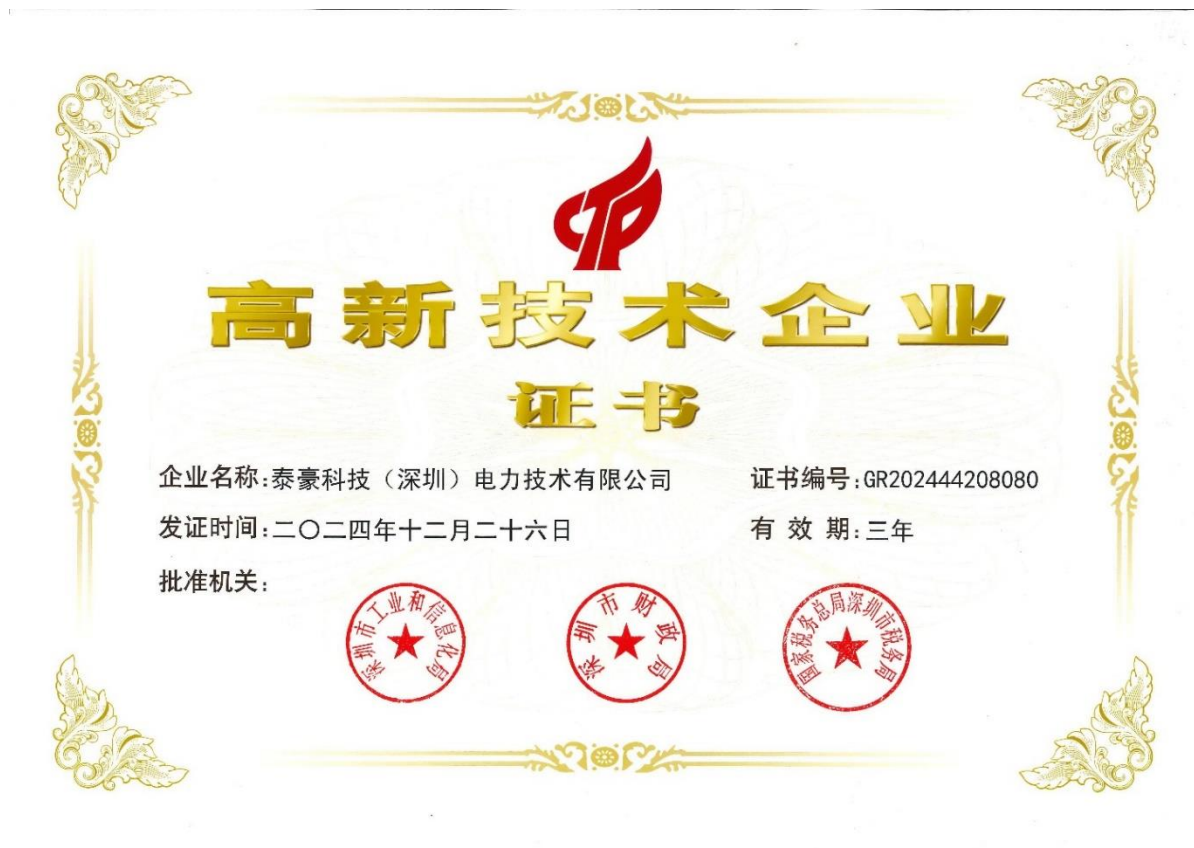 CTP
高新技术企业
证书
企业名称:泰豪科技（深圳）电力技术有限公司
证书编号:GR202444208080
发证时间:二〇二四年十二月二十六日
有 效 期:三年
批准机关:
深圳市工业和信息化局
深圳市财政局
国家税务总局深圳市税务局